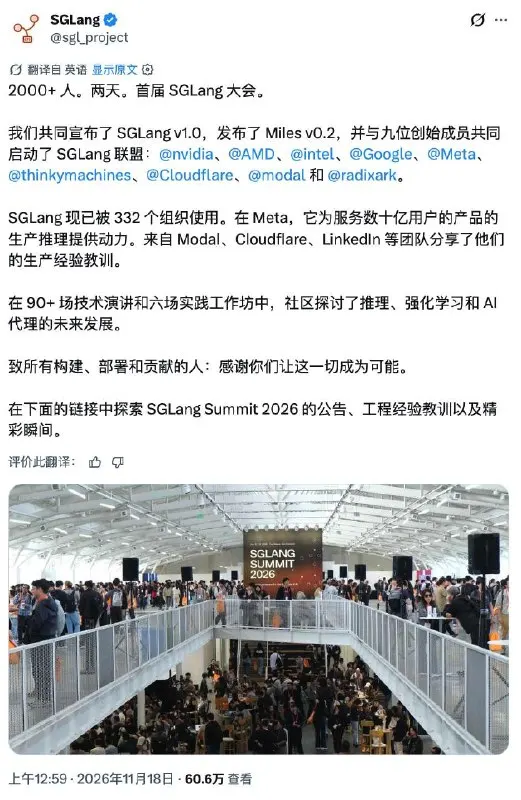 SGLang
@sgl_project
翻译自 英语 显示原文
2000+ 人。两天。首届 SGLang 大会。
我们共同宣布了 SGLang v1.0，发布了 Miles v0.2，并与九位创始成员共同
启动了 SGLang 联盟：@nvidia、@AMD、@intel、@Google、@Meta、
@thinkymachines、@Cloudflare、@modal 和 @radixark。
SGLang 现已被 332 个组织使用。在 Meta，它为服务数十亿用户的产品的
生产推理提供动力。来自 Modal、Cloudflare、LinkedIn 等团队分享了他们
的生产经验教训。
在 90+ 场技术演讲和六场实践工作坊中，社区探讨了推理、强化学习和 AI
代理的未来发展。
致所有构建、部署和贡献的人：感谢你们让这一切成为可能。
在下面的链接中探索 SGLang Summit 2026 的公告、工程经验教训以及精
彩瞬间。
评价此翻译：
SGLANG
SUMMIT
2026
上午12:59 · 2026年11月18日 · 60.6万 查看